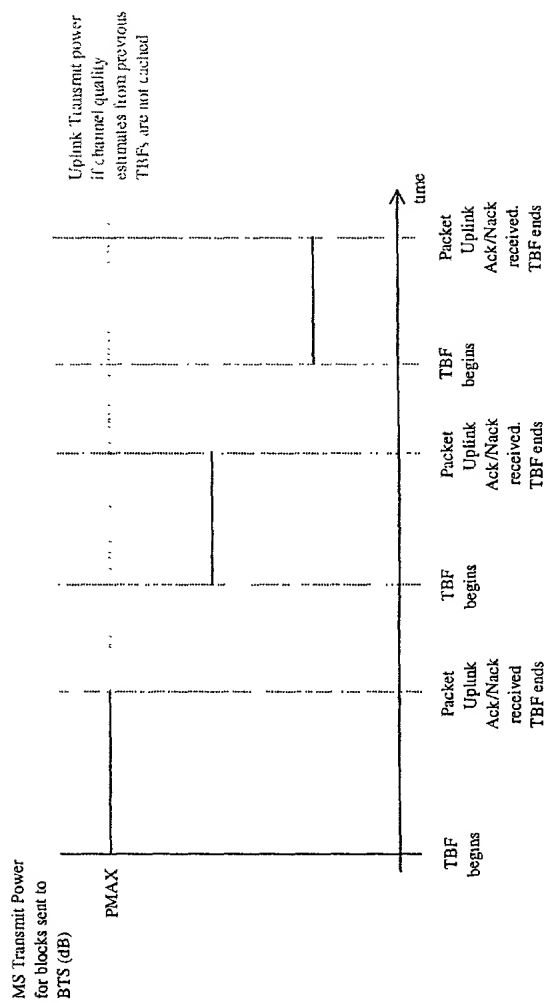 MS Transmit Power
for blocks sent to
BTS (dB)
PMAX
Uplink Transmit power
if channel quality
estimates from previous
TBFs are not cached
time
TBF
begins
Packet
Uplink
Ack/Nack
received
TBF ends
TBF
begins
Packet
Uplink
Ack/Nack
received.
TBF ends
TBF
begins
Packet
Uplink
Ack/Nack
received.
TBF ends